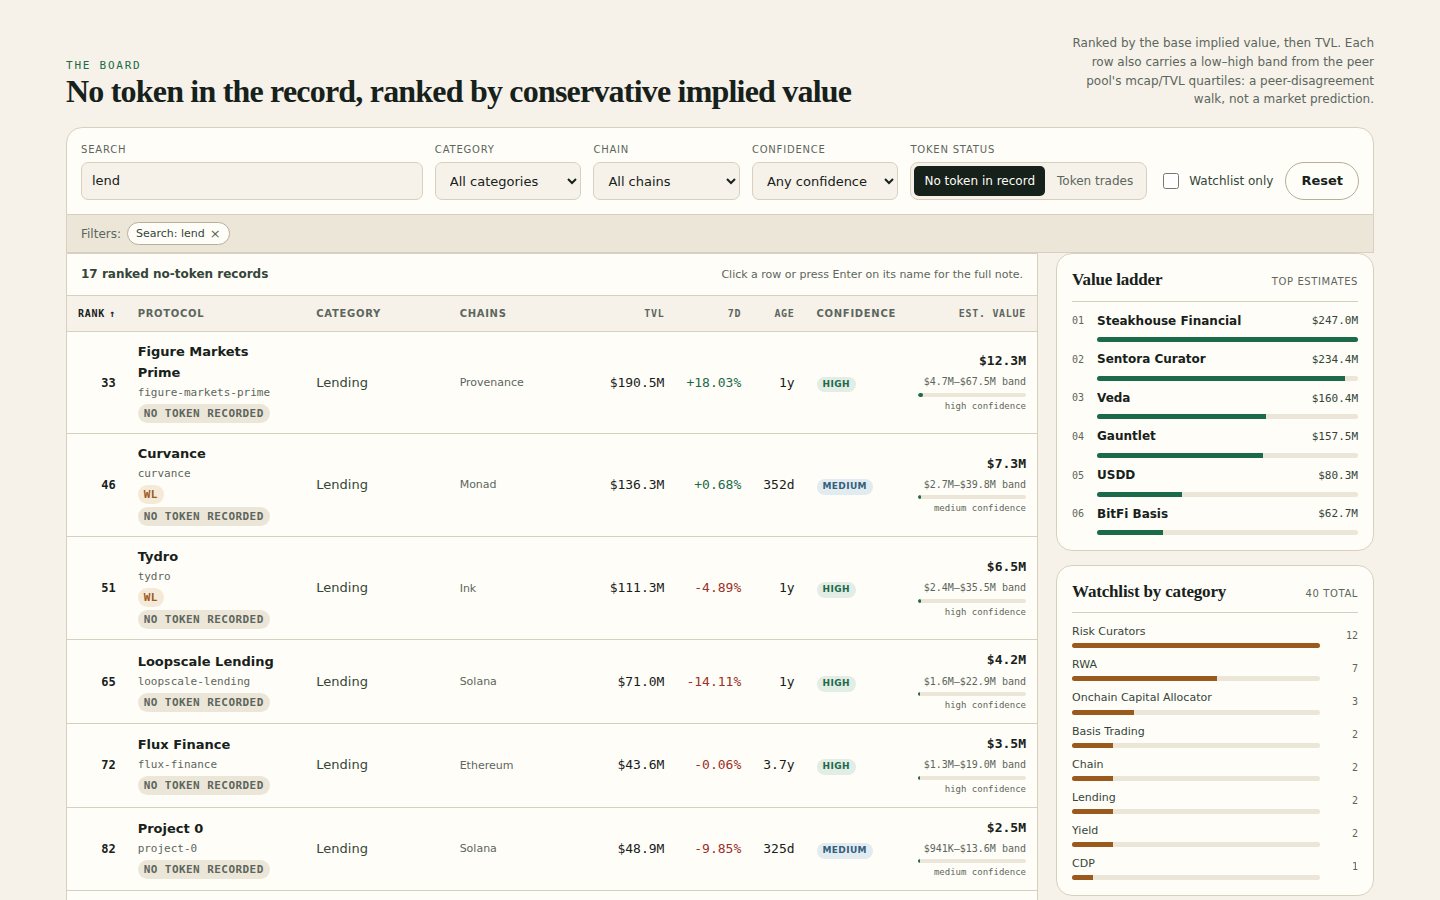 THE BOARD
No token in the record, ranked by conservative implied value
Ranked by the base implied value, then TVL. Each
row also carries a low–high band from the peer
pool's mcap/TVL quartiles: a peer-disagreement
walk, not a market prediction.
SEARCH CATEGORY CHAIN CONFIDENCE TOKEN STATUS
lend All categories All chains Any confidence No token in record Token trades Watchlist only Reset
Filters: Search: lend ×
17 ranked no-token records Click a row or press Enter on its name for the full note.
RANK ↑ PROTOCOL CATEGORY CHAINS TVL 7D AGE CONFIDENCE EST. VALUE
Figure Markets
Prime
figure-markets-prime
NO TOKEN RECORDED
33 Lending Provenance $190.5M +18.03% 1y HIGH
$12.3M
$4.7M–$67.5M band
high confidence
Curvance
curvance
WL
NO TOKEN RECORDED
46 Lending Monad $136.3M +0.68% 352d MEDIUM
$7.3M
$2.7M–$39.8M band
medium confidence
Tydro
tydro
WL
NO TOKEN RECORDED
51 Lending Ink $111.3M -4.89% 1y HIGH
$6.5M
$2.4M–$35.5M band
high confidence
Loopscale Lending
loopscale-lending
NO TOKEN RECORDED
65 Lending Solana $71.0M -14.11% 1y HIGH
$4.2M
$1.6M–$22.9M band
high confidence
Flux Finance
flux-finance
NO TOKEN RECORDED
72 Lending Ethereum $43.6M -0.06% 3.7y HIGH
$3.5M
$1.3M–$19.0M band
high confidence
Project 0
project-0
NO TOKEN RECORDED
82 Lending Solana $48.9M -9.85% 325d MEDIUM
$2.5M
$941K–$13.6M band
medium confidence
Value ladder TOP ESTIMATES
01 Steakhouse Financial $247.0M
02 Sentora Curator $234.4M
03 Veda $160.4M
04 Gauntlet $157.5M
05 USDD $80.3M
06 BitFi Basis $62.7M
Watchlist by category 40 TOTAL
Risk Curators 12
RWA 7
Onchain Capital Allocator 3
Basis Trading 2
Chain 2
Lending 2
Yield 2
CDP 1